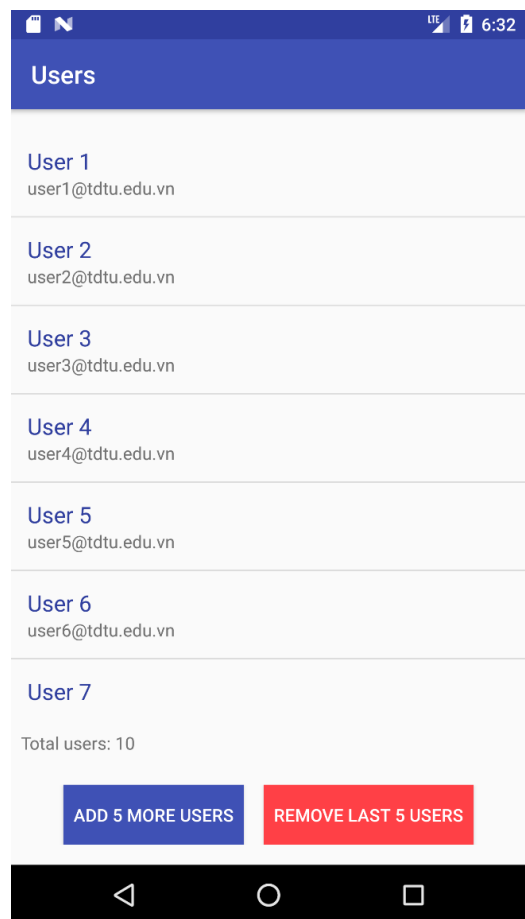 LTE 6:32
Users
User 1
user1@tdtu.edu.vn
User 2
user2@tdtu.edu.vn
User 3
user3@tdtu.edu.vn
User 4
user4@tdtu.edu.vn
User 5
user5@tdtu.edu.vn
User 6
user6@tdtu.edu.vn
User 7
Total users: 10
ADD 5 MORE USERS REMOVE LAST 5 USERS